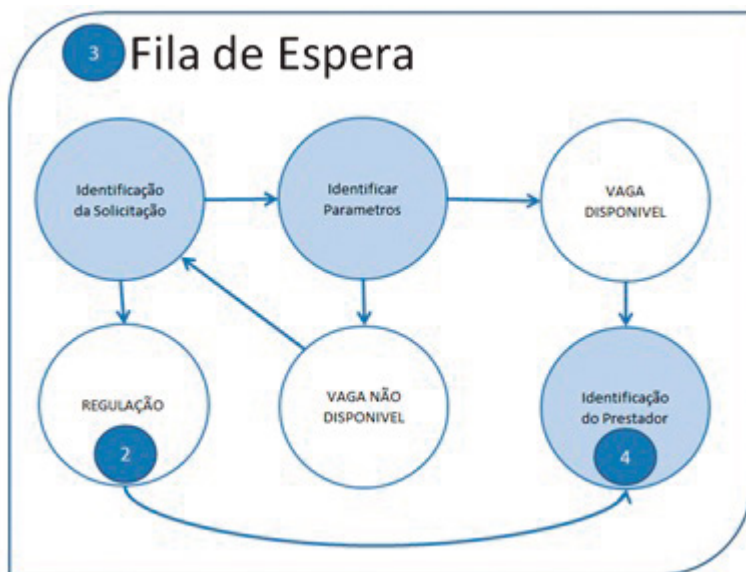 3 Fila de Espera
Identificação
da Solicitação
Identificar
Parametros
VAGA
DISPONIVEL
REGULAÇÃO
2
VAGA NÃO
DISPONIVEL
Identificação
do Prestador
4